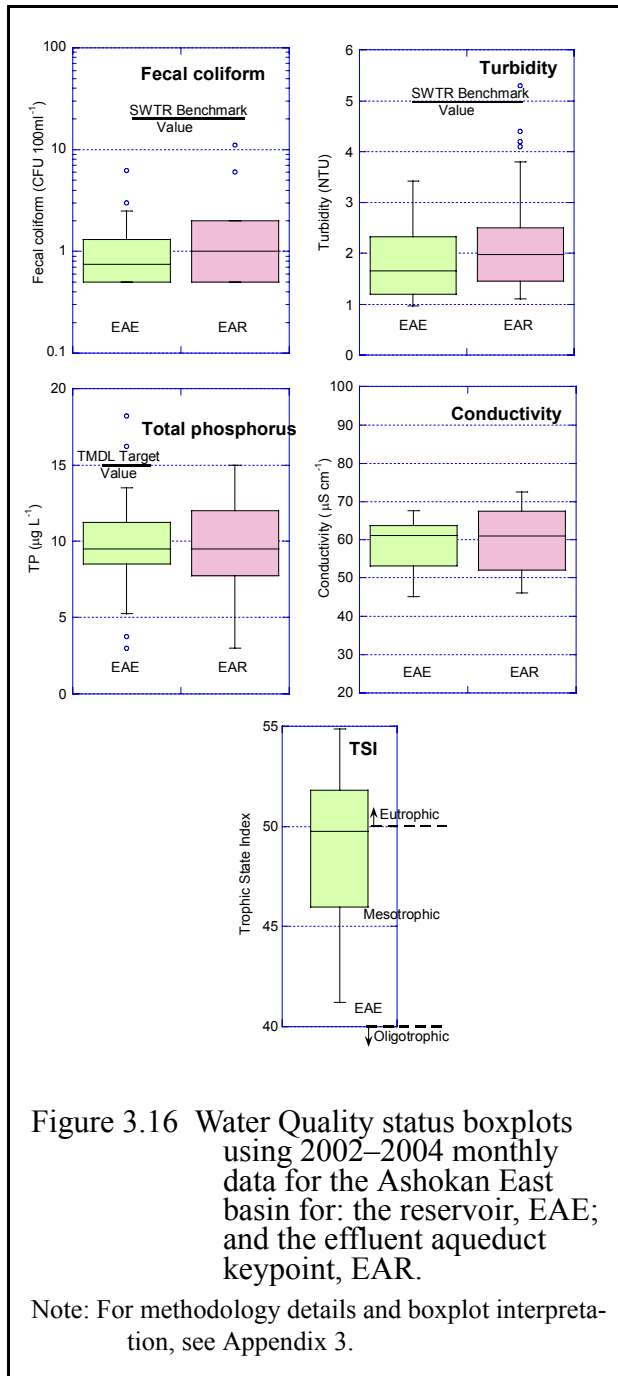 Fecal coliform
SWTR Benchmark
Value
Fecal coliform (CFU 100ml⁻¹)
100
10
1
0.1
EAE
EAR
Turbidity
SWTR Benchmark
Value
Turbidity (NTU)
6
5
4
3
2
1
0
EAE
EAR
Total phosphorus
TMDL Target
Value
TP (µg L⁻¹)
20
15
10
5
0
EAE
EAR
Conductivity
Conductivity ( µS cm⁻¹)
100
90
80
70
60
50
40
30
20
EAE
EAR
TSI
Trophic State Index
55
50
45
40
Eutrophic
Mesotrophic
EAE
Oligotrophic
Figure 3.16 Water Quality status boxplots
using 2002–2004 monthly
data for the Ashokan East
basin for: the reservoir, EAE;
and the effluent aqueduct
keypoint, EAR.
Note: For methodology details and boxplot interpreta-
tion, see Appendix 3.